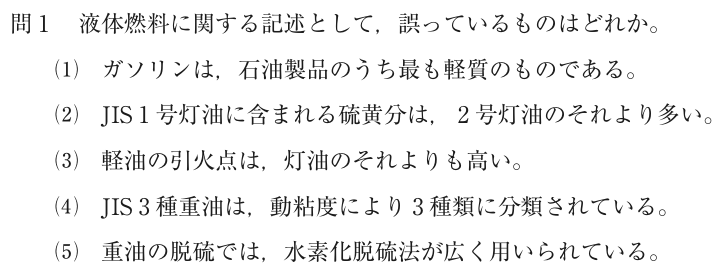 問1 液体燃料に関する記述として，誤っているものはどれか。
(1) ガソリンは，石油製品のうち最も軽質のものである。
(2) JIS1号灯油に含まれる硫黄分は，2号灯油のそれより多い。
(3) 軽油の引火点は，灯油のそれよりも高い。
(4) JIS3種重油は，動粘度により3種類に分類されている。
(5) 重油の脱硫では，水素化脱硫法が広く用いられている。